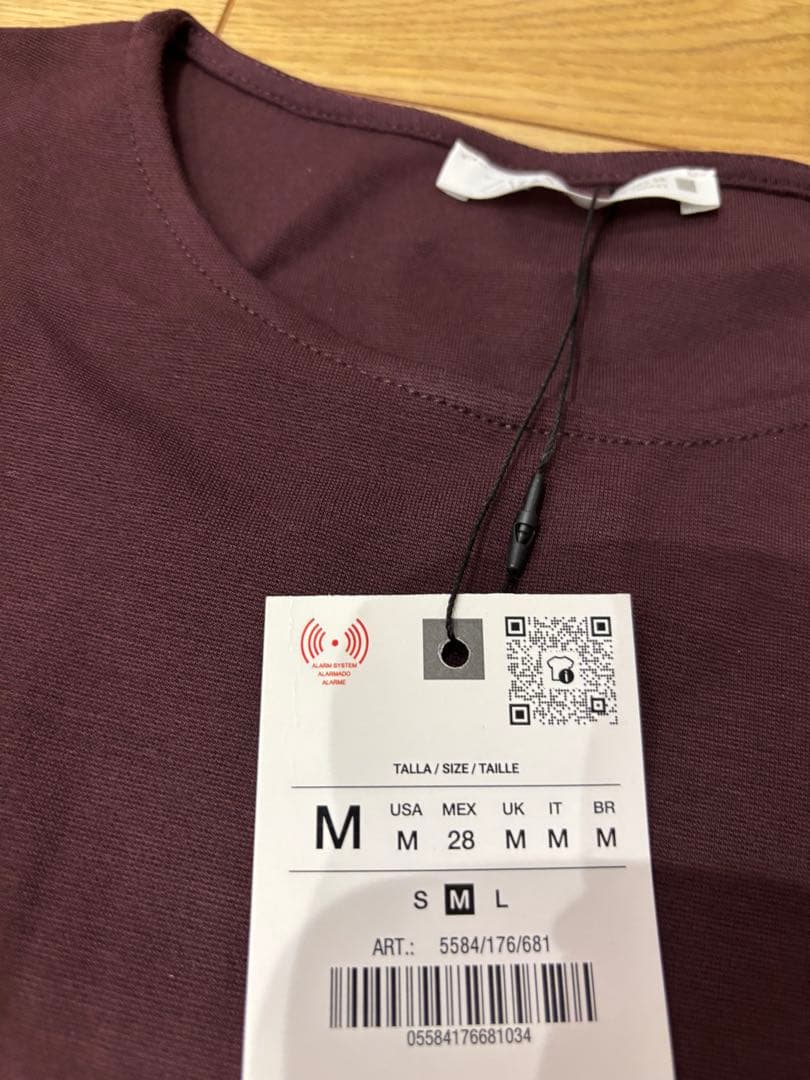 ALARM SYSTEM
ALARMADO
ALARME
TALLA / SIZE / TAILLE
M
USA MEX UK IT BR
M 28 M M M
S M L
ART.: 5584/176/681
05584176681034